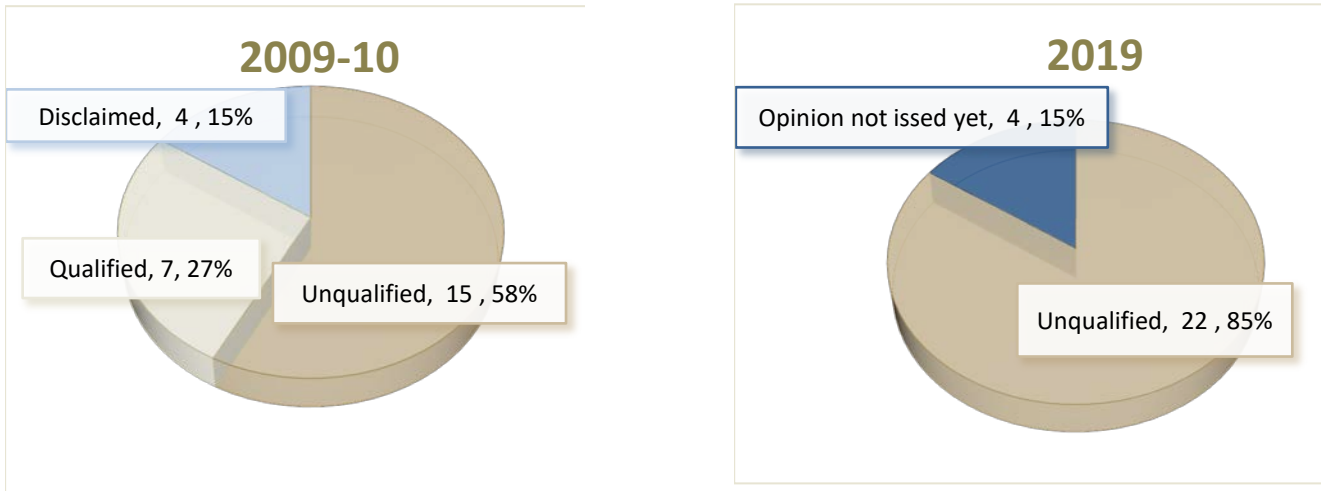 2009-10
Disclaimed, 4 , 15%
Qualified, 7, 27%
Unqualified, 15 , 58%
2019
Opinion not issed yet, 4 , 15%
Unqualified, 22 , 85%